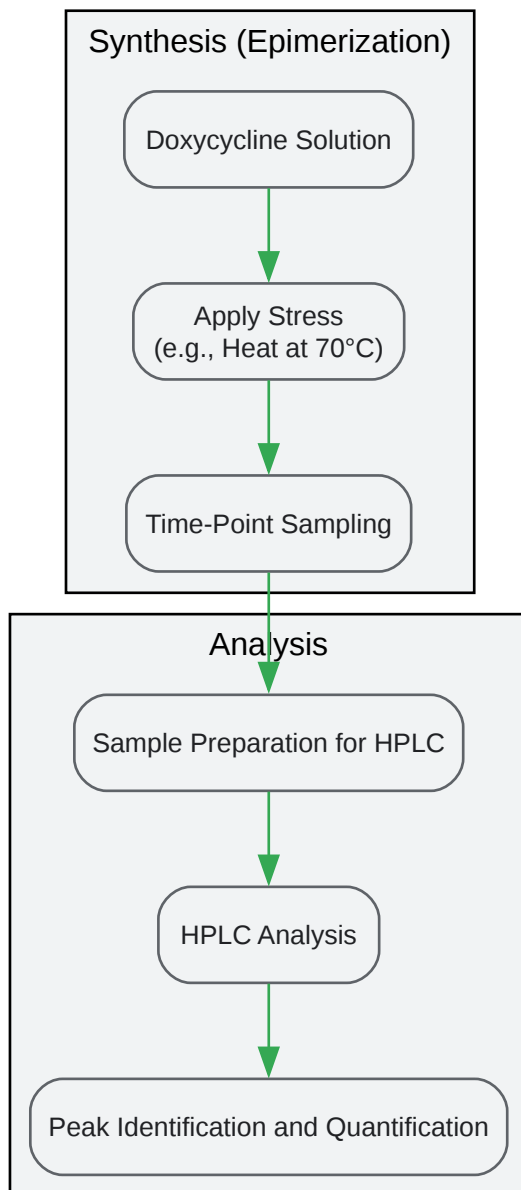 Synthesis (Epimerization)
Doxycycline Solution
Apply Stress
(e.g., Heat at 70°C)
Time-Point Sampling
Analysis
Sample Preparation for HPLC
HPLC Analysis
Peak Identification and Quantification